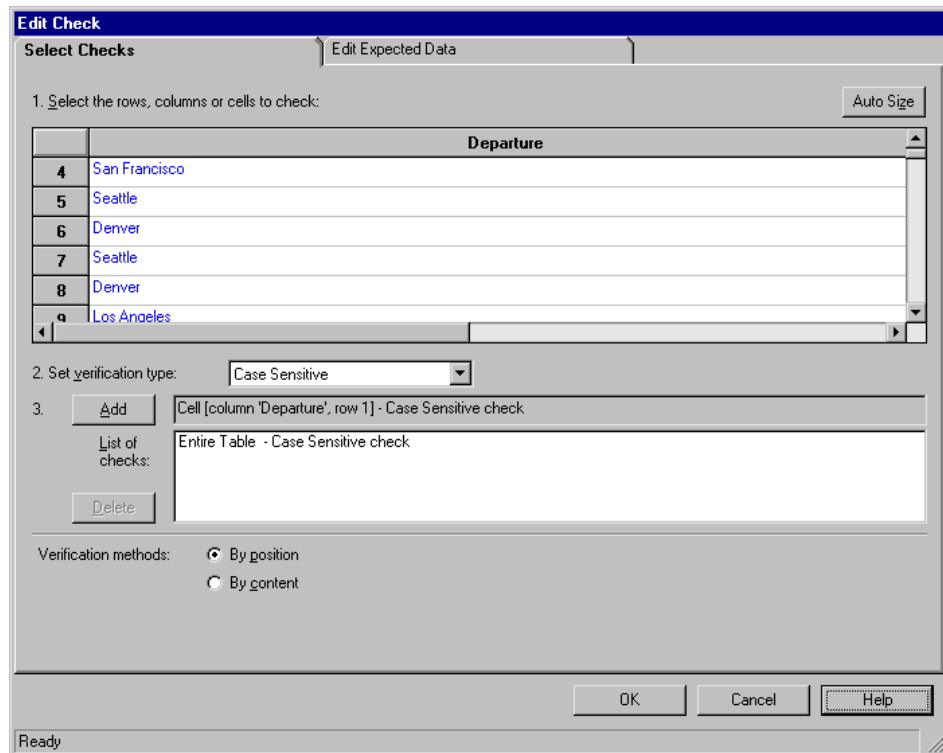 Edit Check
Select Checks
Edit Expected Data
1. Select the rows, columns or cells to check:
Auto Size
Departure
4 San Francisco
5 Seattle
6 Denver
7 Seattle
8 Denver
9 Los Angeles
2. Set verification type: Case Sensitive
3. Add Cell [column 'Departure', row 1] - Case Sensitive check
List of checks:
Entire Table - Case Sensitive check
Delete
Verification methods: By position
By content
OK Cancel Help
Ready